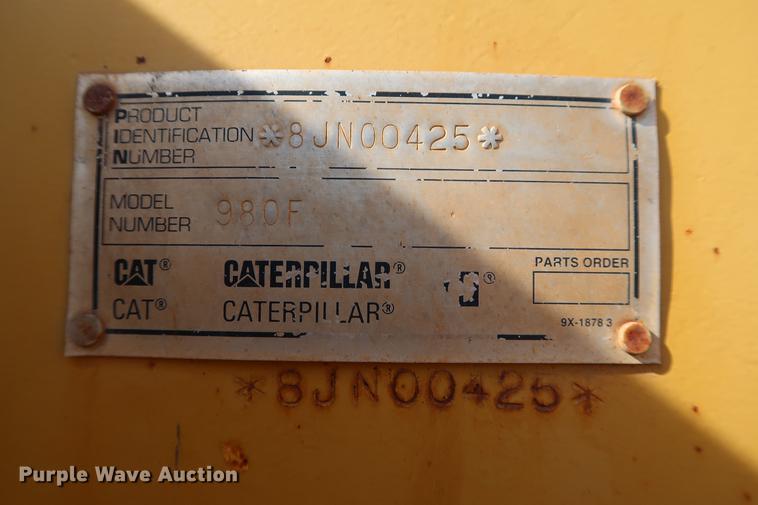 PRODUCT
IDENTIFICATION *8JN00425*
NUMBER
MODEL
NUMBER 980F
CAT® CATERPILLAR® ®
CAT® CATERPILLAR®
PARTS ORDER
9X-1878 3
*8JN00425*
Purple Wave Auction